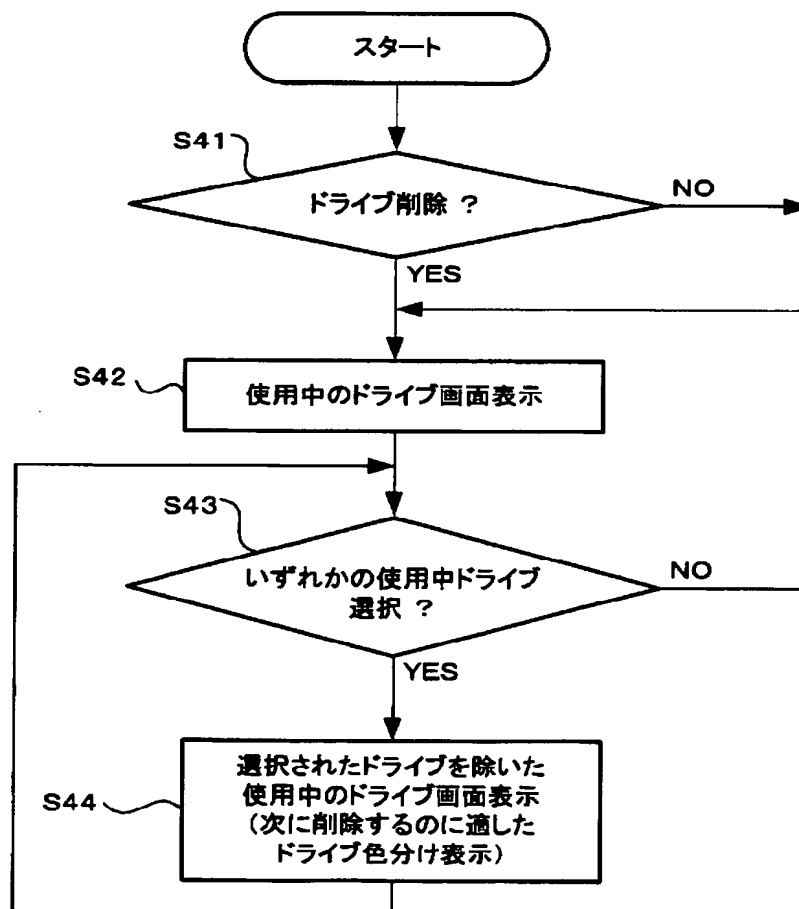 スタート
S41
ドライブ削除 ?
NO
YES
S42
使用中のドライブ画面表示
S43
いずれかの使用中ドライブ
選択 ?
NO
YES
S44
選択されたドライブを除いた
使用中のドライブ画面表示
(次に削除するのに適した
ドライブ色分け表示)